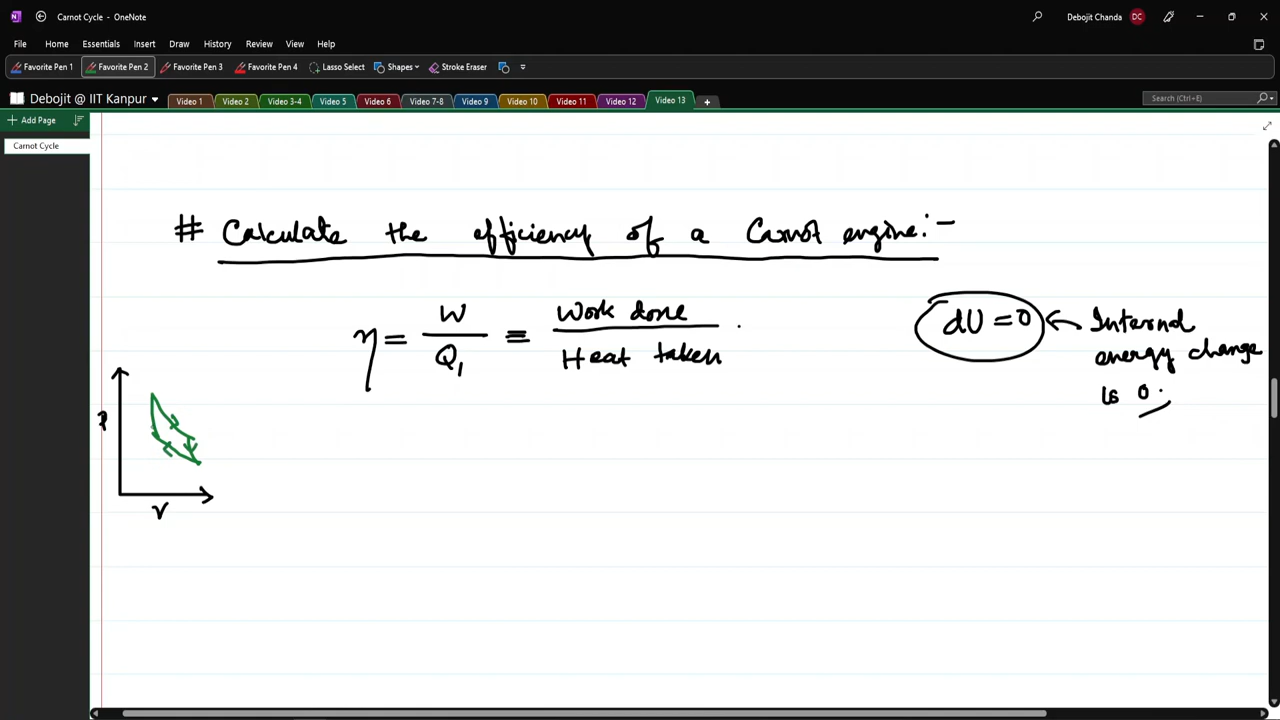 Carnot Cycle - OneNote
Debojit Chanda DC
File Home Essentials Insert Draw History Review View Help
Favorite Pen 1 Favorite Pen 2 Favorite Pen 3 Favorite Pen 4 Lasso Select Shapes Stroke Eraser
Debojit @ IIT Kanpur Video 1 Video 2 Video 3-4 Video 5 Video 6 Video 7-8 Video 9 Video 10 Video 11 Video 12 Video 13
Search (Ctrl+E)
Add Page
Carnot Cycle
# Calculate the efficiency of a Carnot engine:-
η = W/Q₁ ≡ Work done / Heat taken
dU = 0 ← Internal
energy change
is 0.
P
V